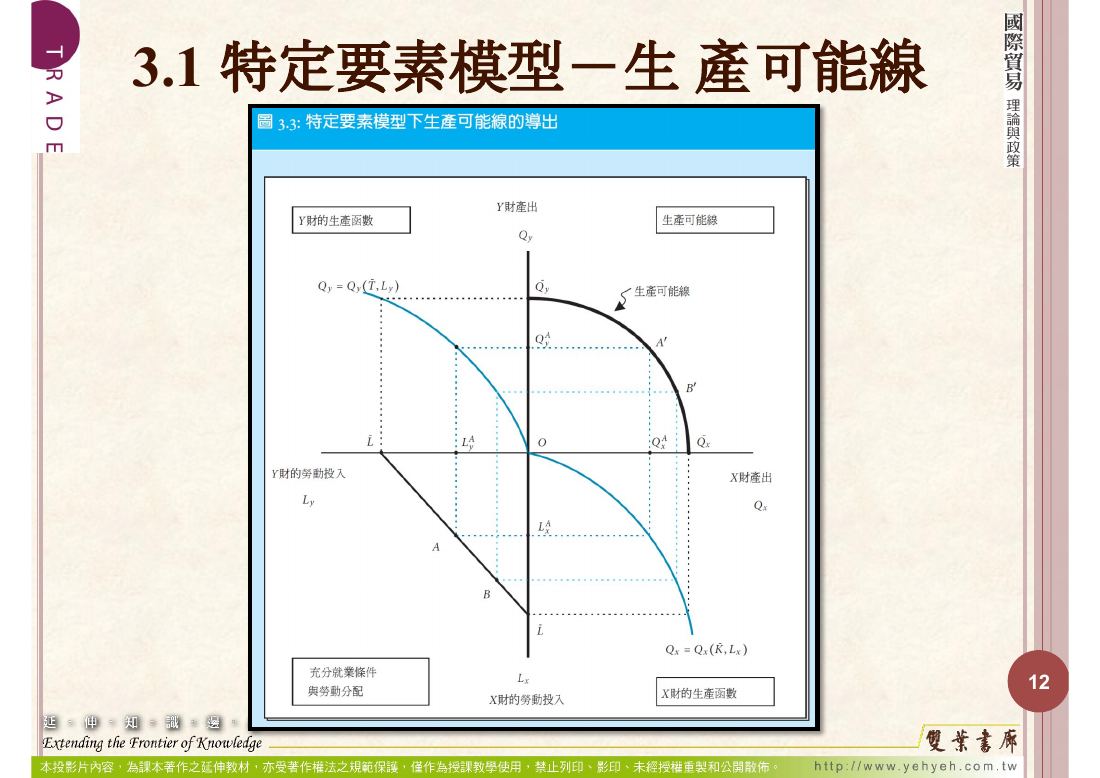 TRADE
3.1 特定要素模型－生 產可能線
國際貿易 理論與政策
圖 3.3: 特定要素模型下生產可能線的導出
Y財產出
Y財的生產函數
生產可能線
Qy
Qy = Qy(T̄, Ly)
Q̄y
生產可能線
QyA
A′
B′
L̄
LyA
O
QxA
Q̄x
Y財的勞動投入
X財產出
Ly
Qx
LxA
A
B
L̄
Qx = Qx(K̄, Lx)
充分就業條件
與勞動分配
Lx
X財的勞動投入
X財的生產函數
12
延‧伸‧知‧識‧邊‧
Extending the Frontier of Knowledge
雙葉書廊
本投影片內容，為課本著作之延伸教材，亦受著作權法之規範保護，僅作為授課教學使用，禁止列印、影印、未經授權重製和公開散佈。
http://www.yehyeh.com.tw